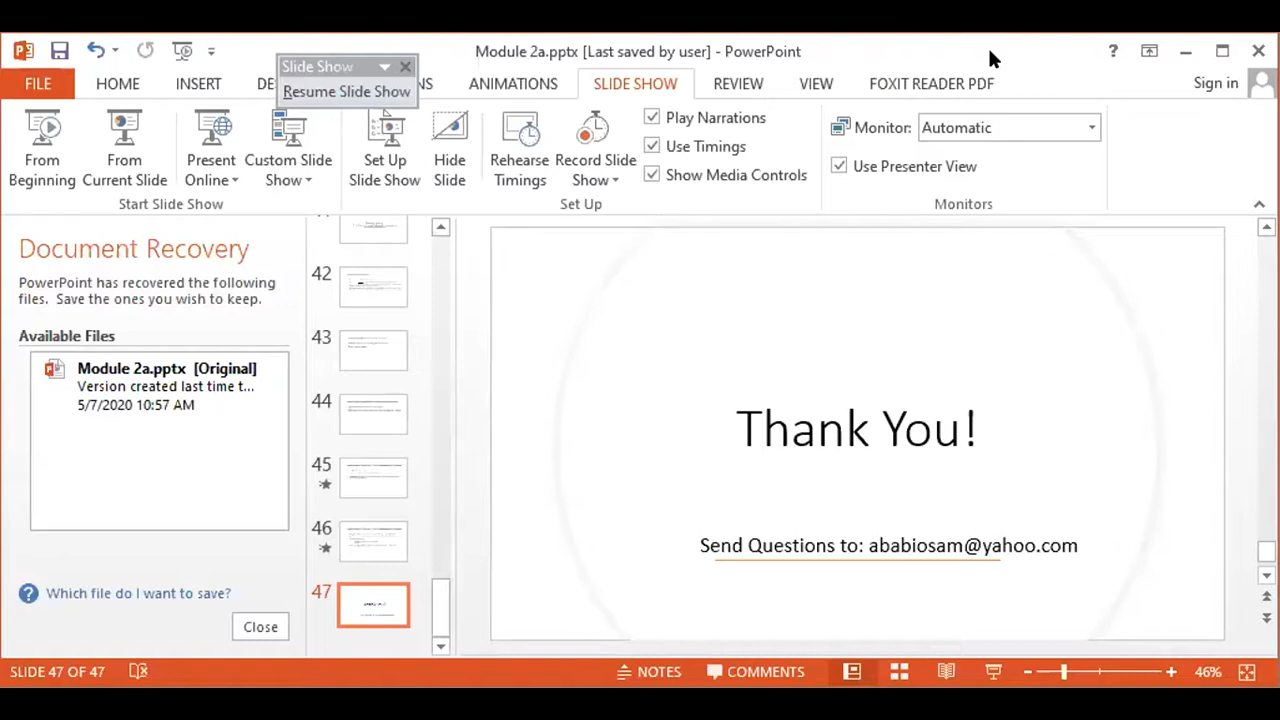 Module 2a.pptx [Last saved by user] - PowerPoint
Slide Show
Resume Slide Show
FILE
HOME
INSERT
ANIMATIONS
SLIDE SHOW
REVIEW
VIEW
FOXIT READER PDF
Sign in
From Beginning
From Current Slide
Present Online
Custom Slide Show
Set Up Slide Show
Hide Slide
Rehearse Timings
Record Slide Show
Play Narrations
Use Timings
Show Media Controls
Monitor: Automatic
Use Presenter View
Start Slide Show
Set Up
Monitors
Document Recovery
PowerPoint has recovered the following
files. Save the ones you wish to keep.
Available Files
Module 2a.pptx [Original]
Version created last time t...
5/7/2020 10:57 AM
Which file do I want to save?
Close
42
43
44
45
46
47
Thank You!
Send Questions to: ababiosam@yahoo.com
SLIDE 47 OF 47
NOTES
COMMENTS
46%